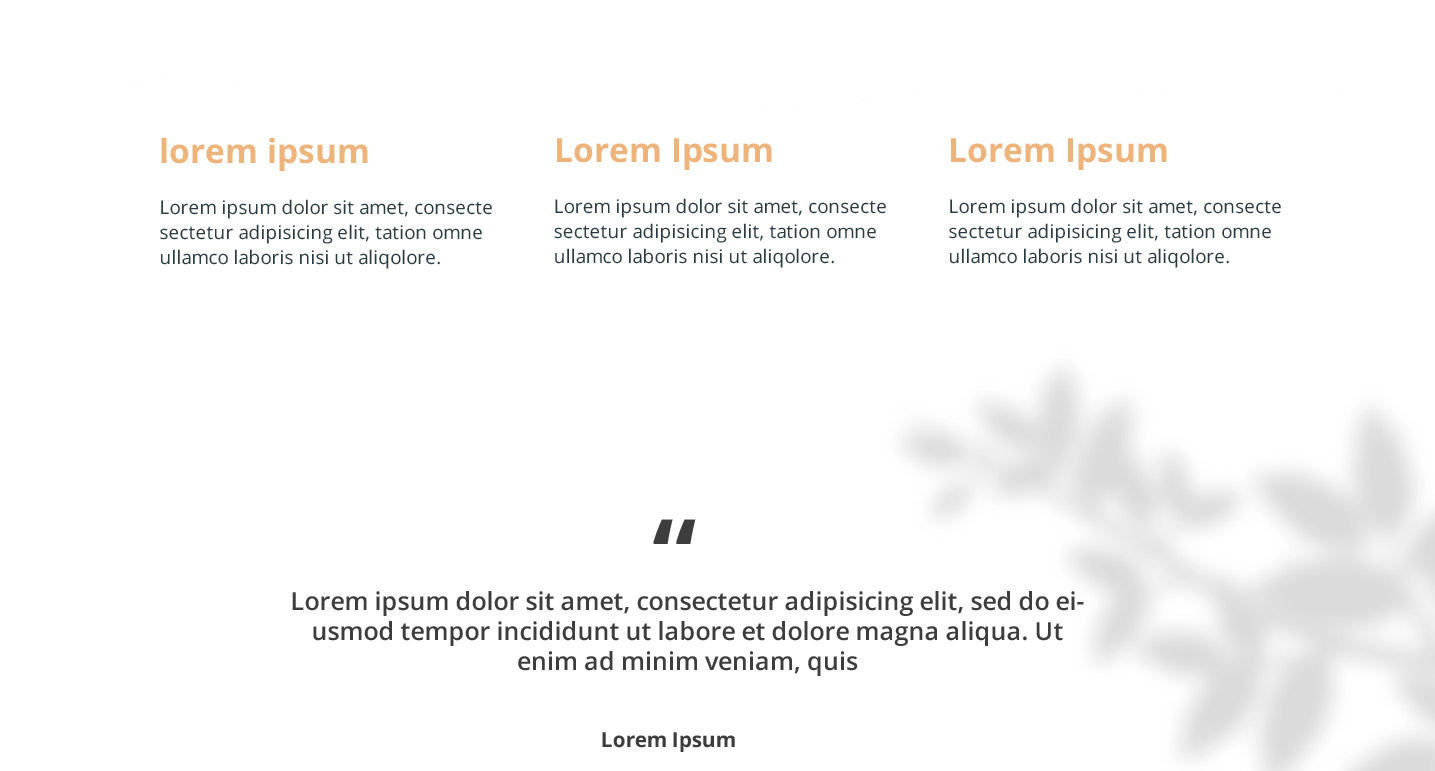 lorem ipsum
Lorem ipsum dolor sit amet, consecte
sectetur adipisicing elit, tation omne
ullamco laboris nisi ut aliqolore.
Lorem Ipsum
Lorem ipsum dolor sit amet, consecte
sectetur adipisicing elit, tation omne
ullamco laboris nisi ut aliqolore.
Lorem Ipsum
Lorem ipsum dolor sit amet, consecte
sectetur adipisicing elit, tation omne
ullamco laboris nisi ut aliqolore.
“
Lorem ipsum dolor sit amet, consectetur adipisicing elit, sed do ei-
usmod tempor incididunt ut labore et dolore magna aliqua. Ut
enim ad minim veniam, quis
Lorem Ipsum